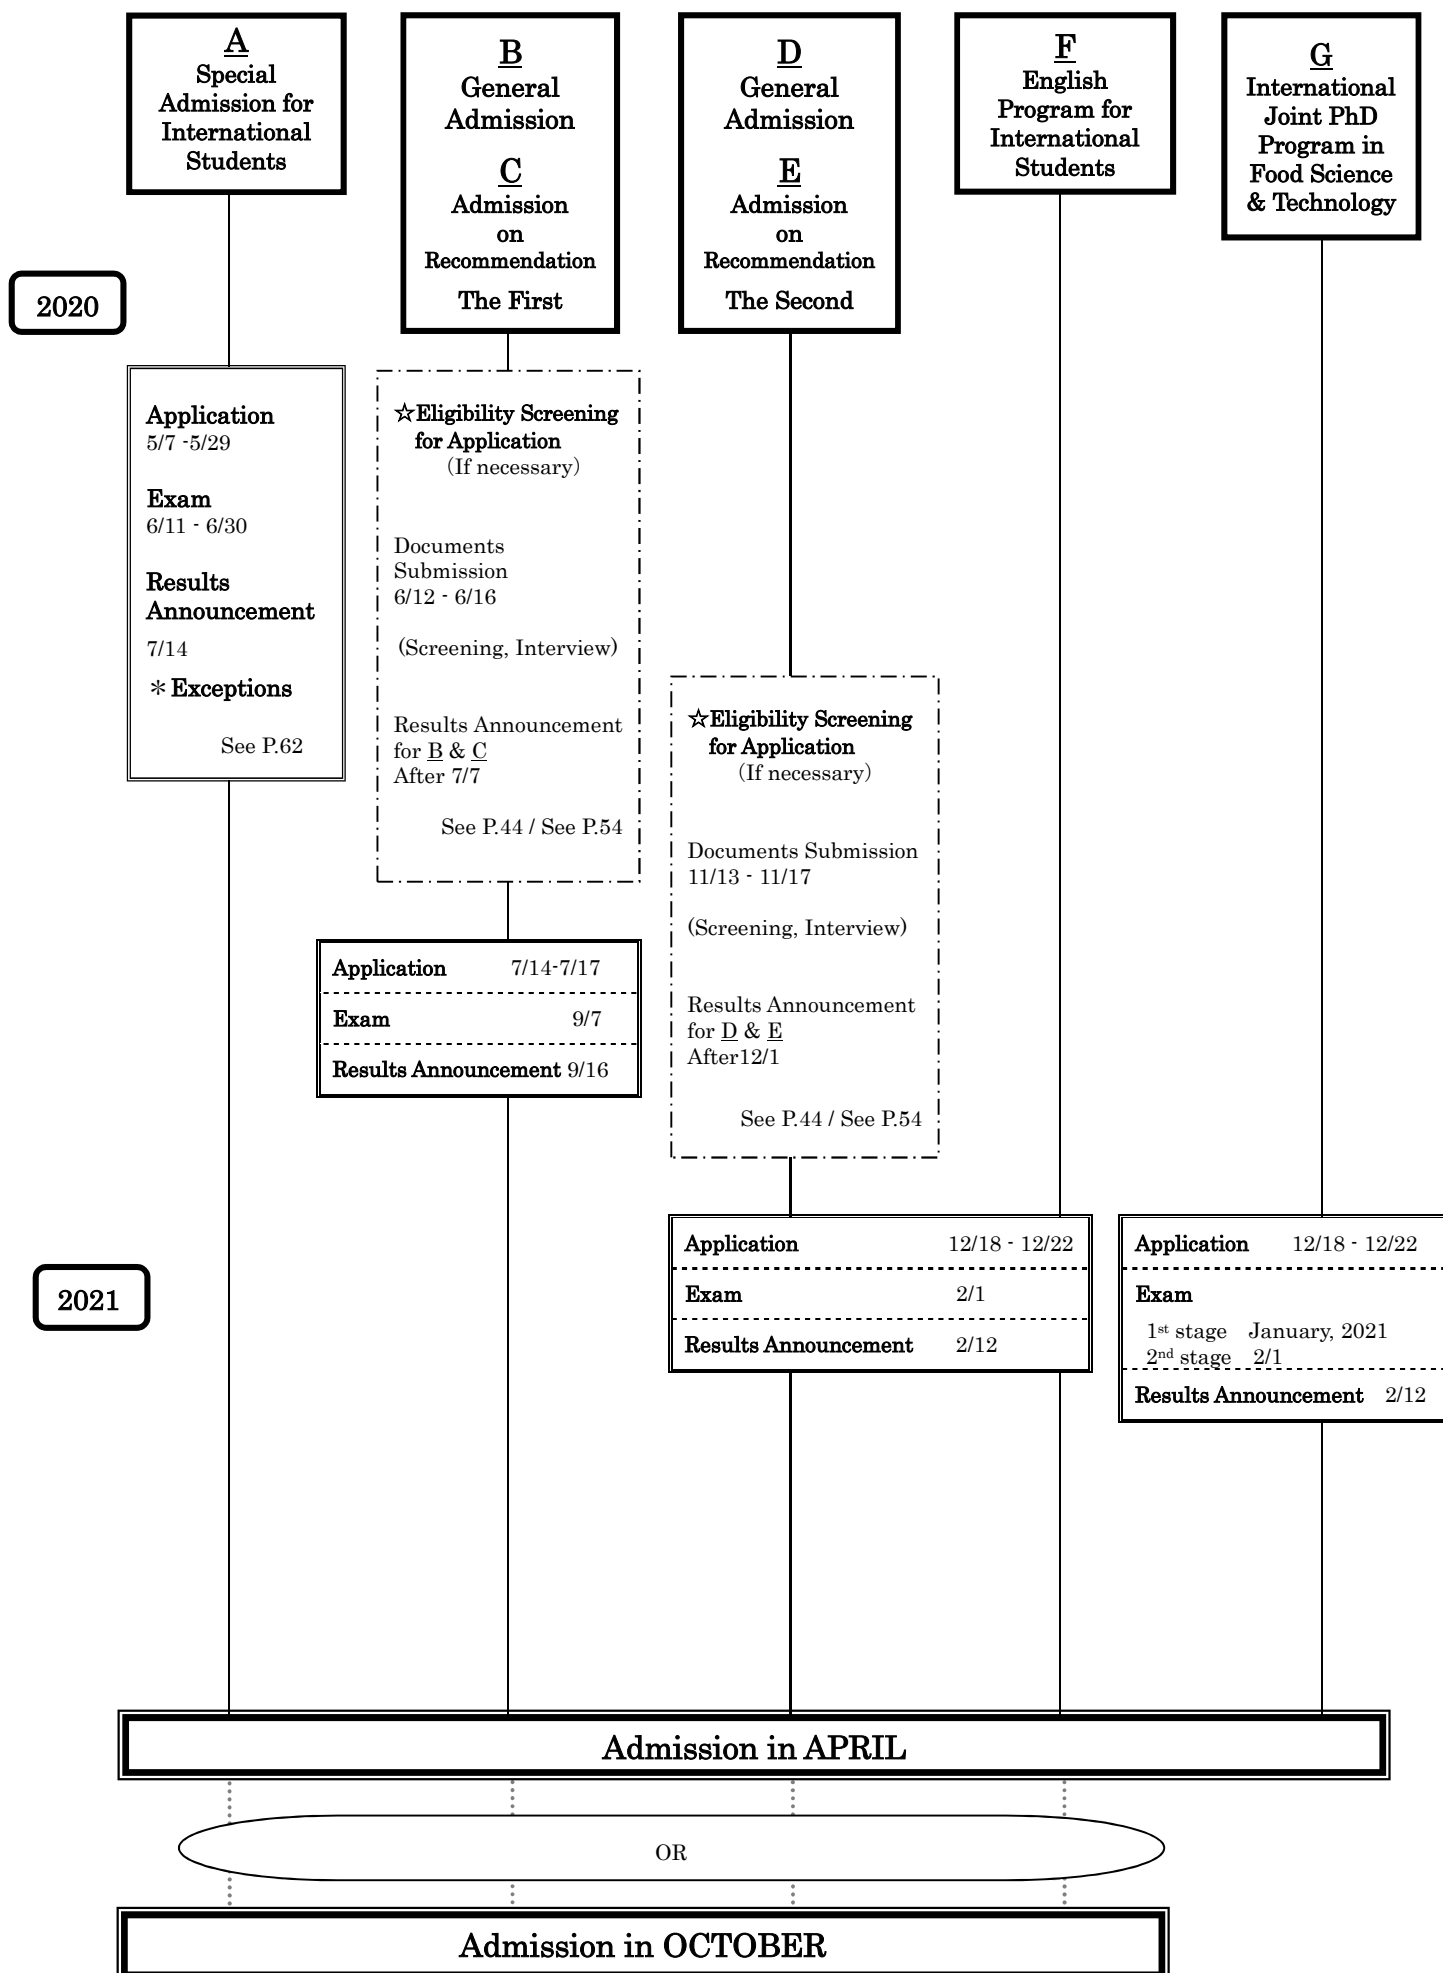 A
Special
Admission for
International
Students
B
General
Admission
C
Admission
on
Recommendation
The First
D
General
Admission
E
Admission
on
Recommendation
The Second
F
English
Program for
International
Students
G
International
Joint PhD
Program in
Food Science
& Technology
2020
Application
5/7 -5/29
Exam
6/11 - 6/30
Results
Announcement
7/14
＊Exceptions
See P.62
☆Eligibility Screening
for Application
(If necessary)
Documents
Submission
6/12 - 6/16
(Screening, Interview)
Results Announcement
for B & C
After 7/7
See P.44 / See P.54
Application 7/14-7/17
Exam 9/7
Results Announcement 9/16
☆Eligibility Screening
for Application
(If necessary)
Documents Submission
11/13 - 11/17
(Screening, Interview)
Results Announcement
for D & E
After12/1
See P.44 / See P.54
2021
Application 12/18 - 12/22
Exam 2/1
Results Announcement 2/12
Application 12/18 - 12/22
Exam
1st stage January, 2021
2nd stage 2/1
Results Announcement 2/12
Admission in APRIL
OR
Admission in OCTOBER